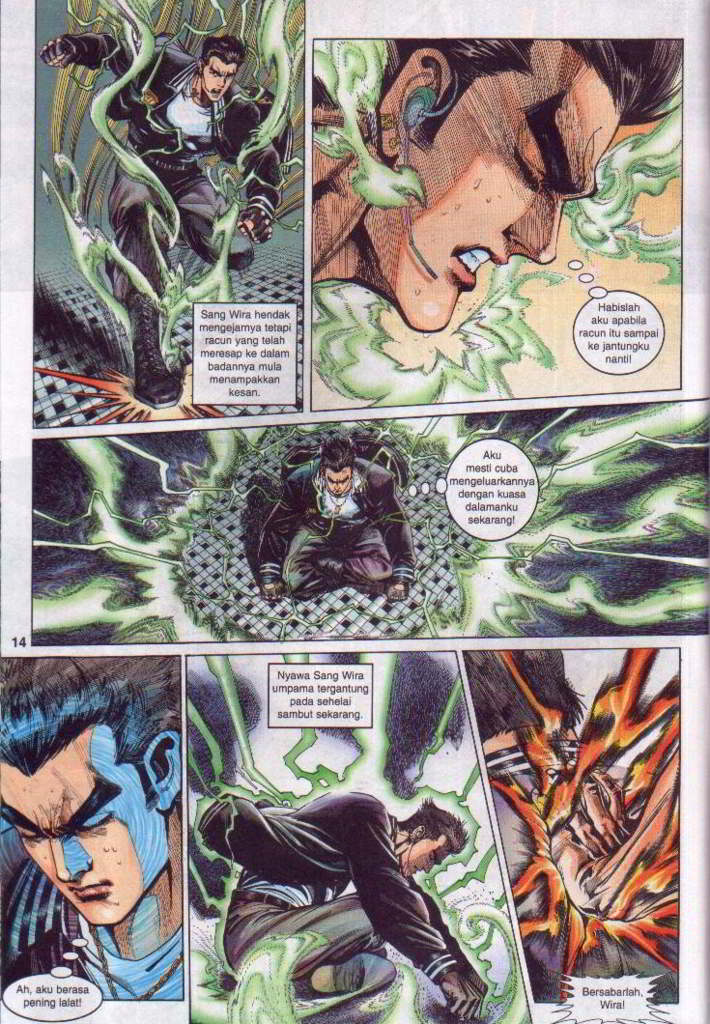 Sang Wira hendak
mengejarnya tetapi
racun yang telah
meresap ke dalam
badannya mula
menampakkan
kesan.
Habislah
aku apabila
racun itu sampai
ke jantungku
nanti!
Aku
mesti cuba
mengeluarkannya
dengan kuasa
dalamanku
sekarang!
14
Ah, aku berasa
pening lalat!
Nyawa Sang Wira
umpama tergantung
pada sehelai
sambut sekarang.
Bersabarlah,
Wira!